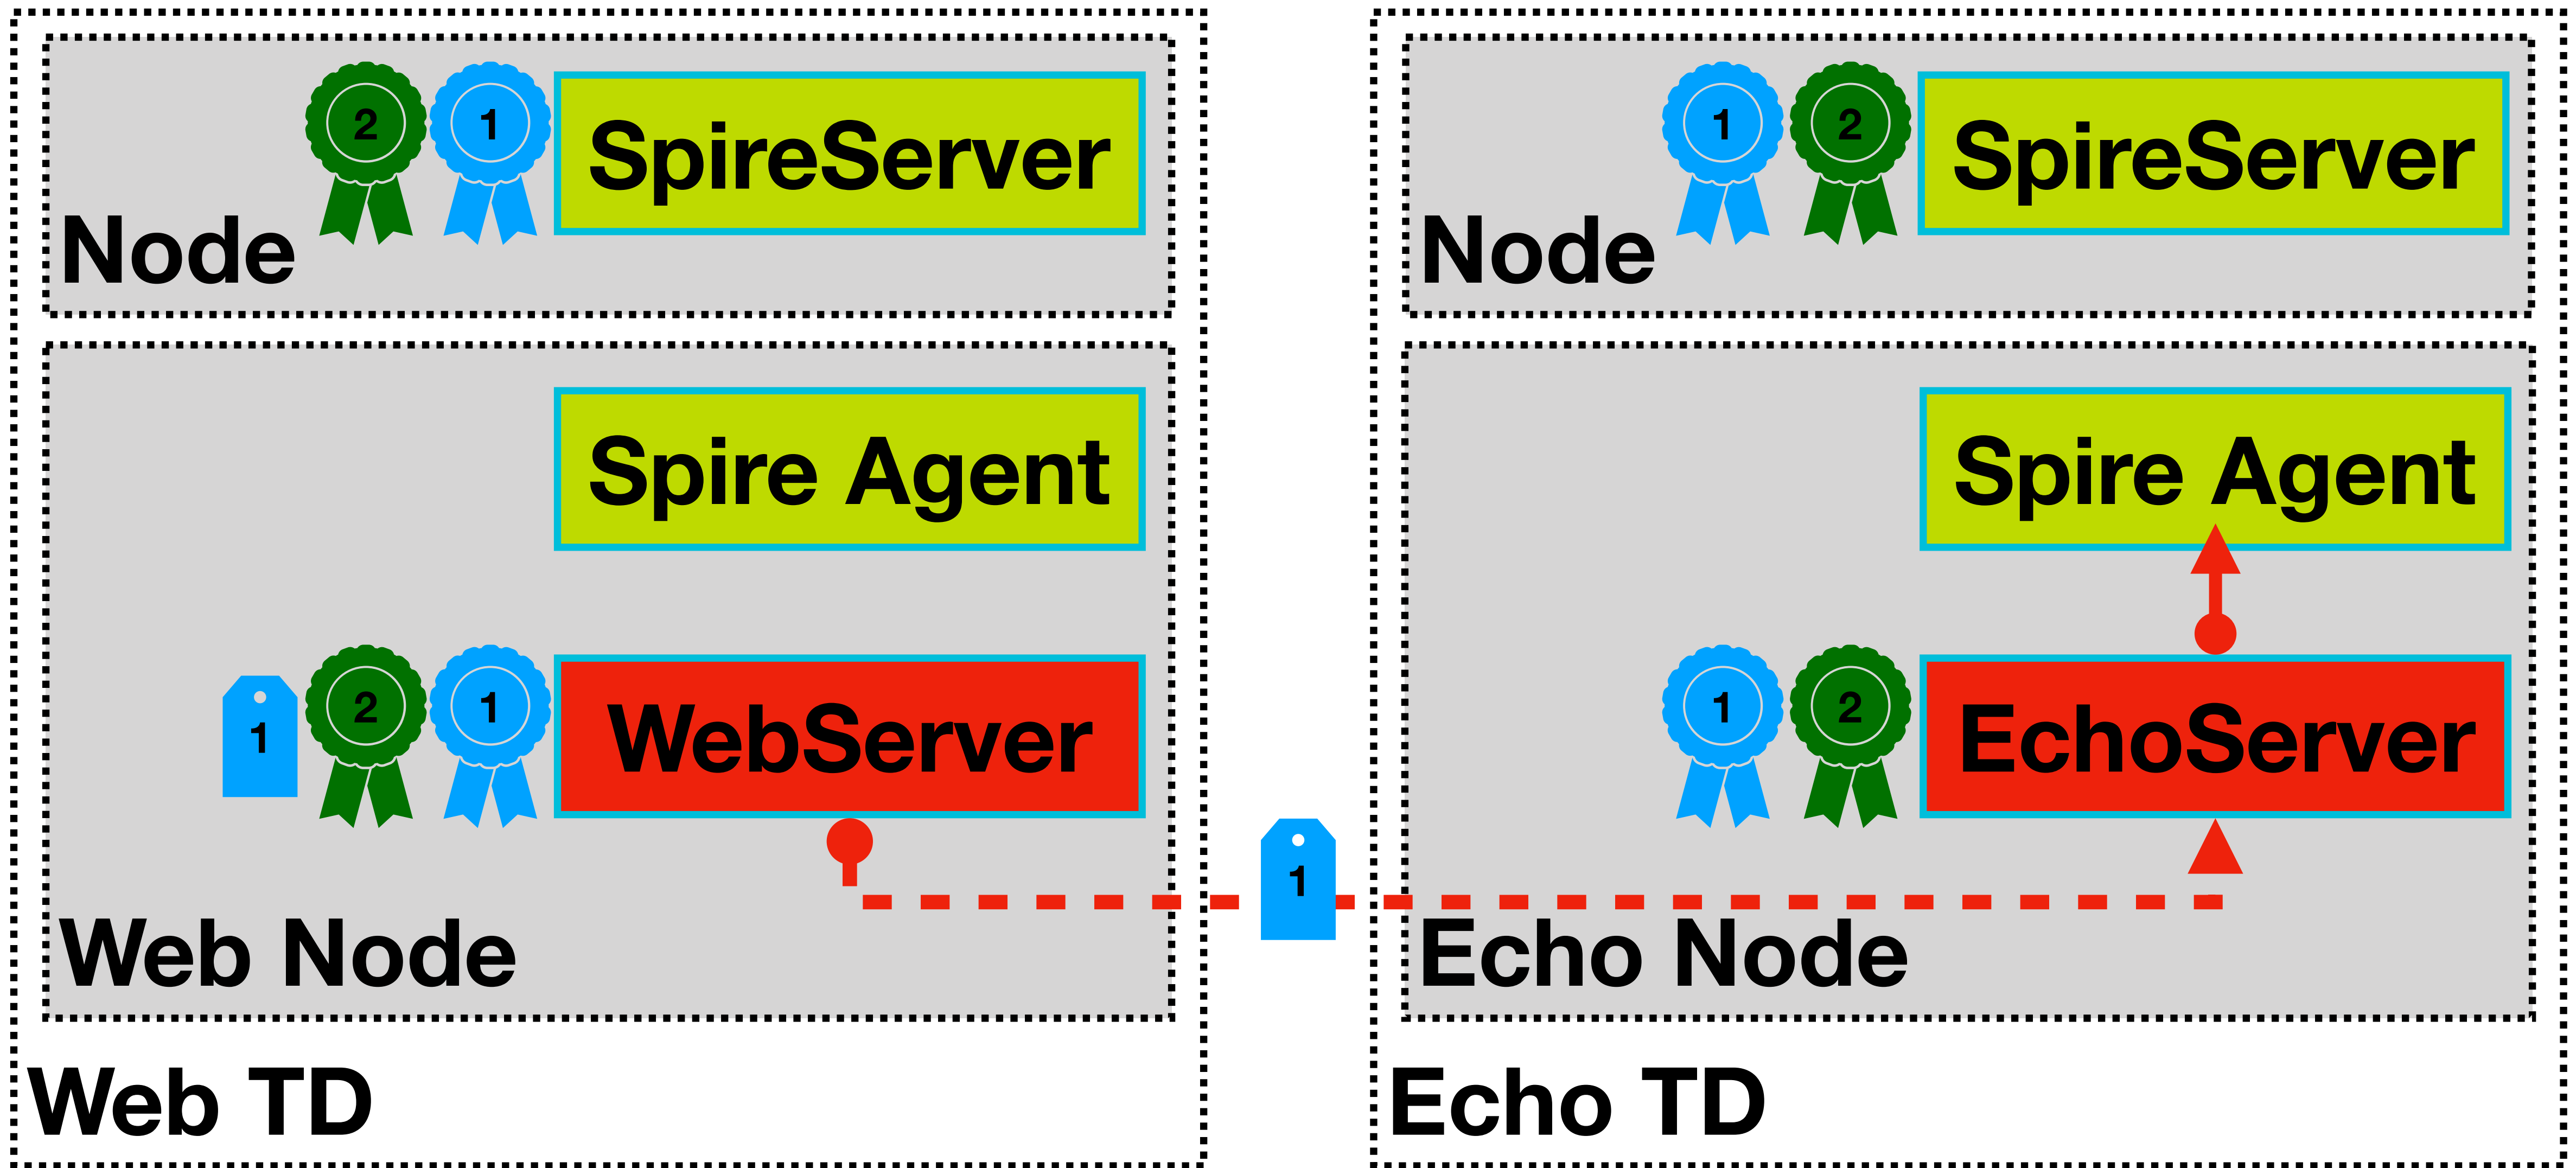 2
1
SpireServer
Node
Spire Agent
1
2
1
WebServer
Web Node
Web TD
1
1
2
SpireServer
Node
Spire Agent
1
2
EchoServer
Echo Node
Echo TD